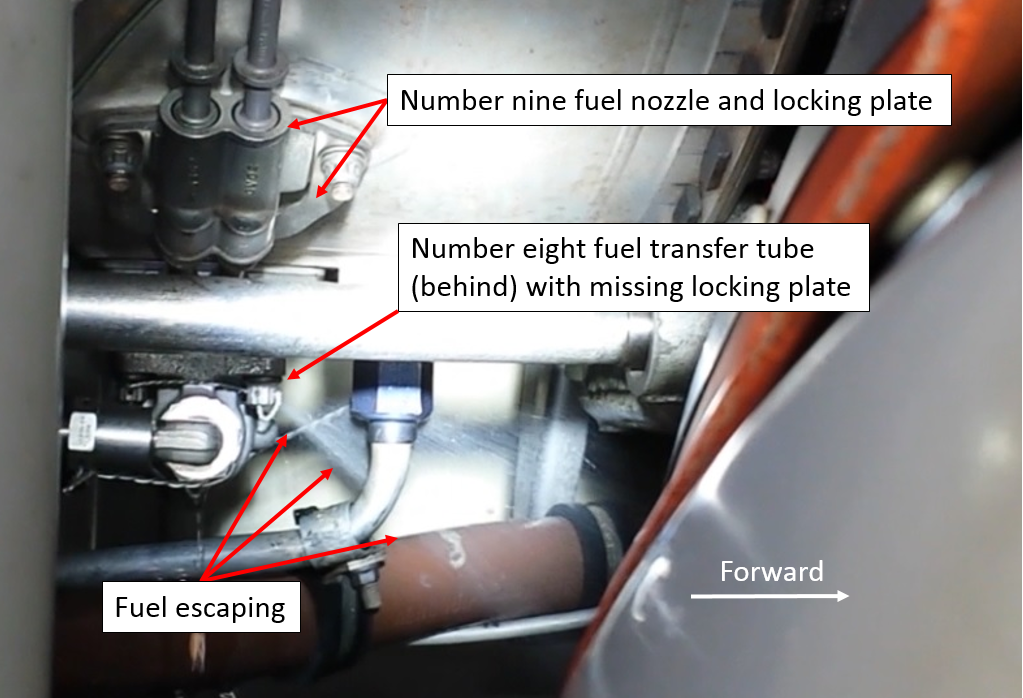 Number nine fuel nozzle and locking plate
Number eight fuel transfer tube
(behind) with missing locking plate
Fuel escaping
Forward